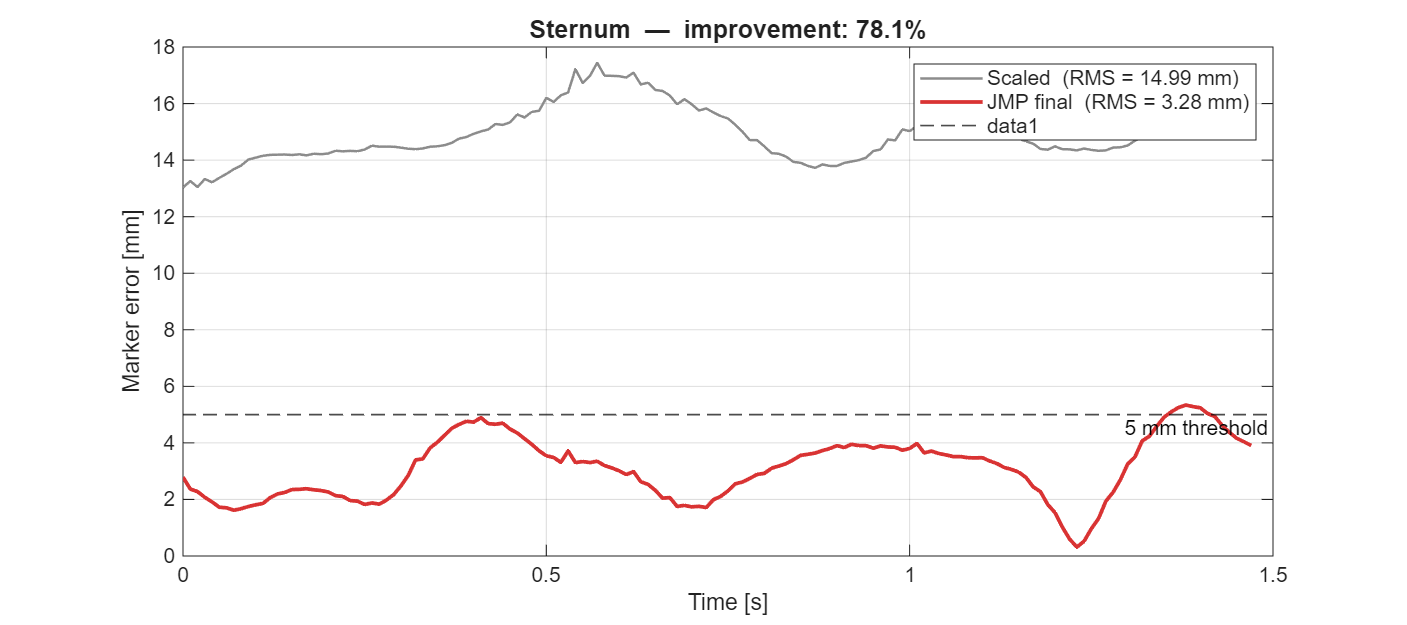 Sternum — improvement: 78.1%
18
16
14
12
10
8
6
4
2
0
Marker error [mm]
Scaled (RMS = 14.99 mm)
JMP final (RMS = 3.28 mm)
data1
5 mm threshold
0
0.5
1
1.5
Time [s]